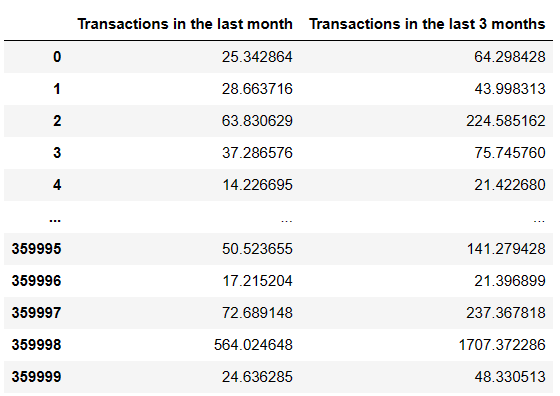 Transactions in the last month Transactions in the last 3 months
0 25.342864 64.298428
1 28.663716 43.998313
2 63.830629 224.585162
3 37.286576 75.745760
4 14.226695 21.422680
... ... ...
359995 50.523655 141.279428
359996 17.215204 21.396899
359997 72.689148 237.367818
359998 564.024648 1707.372286
359999 24.636285 48.330513